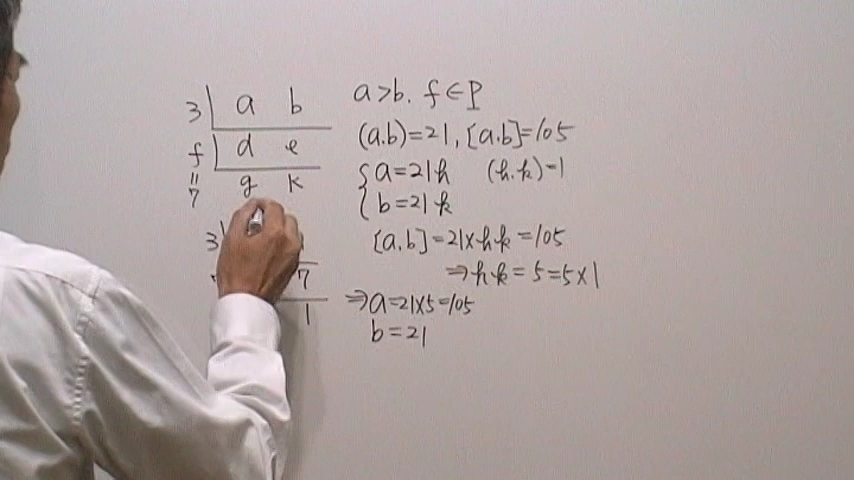 3 a b
f d e
॥
7 g k
3
7
1
a>b. f∈P
(a.b)=21, [a.b]=105
{a=21h (h.k)=1
b=21k
[a.b]=21×h.k=105
⇒h.k=5=5×1
⇒a=21×5=105
b=21